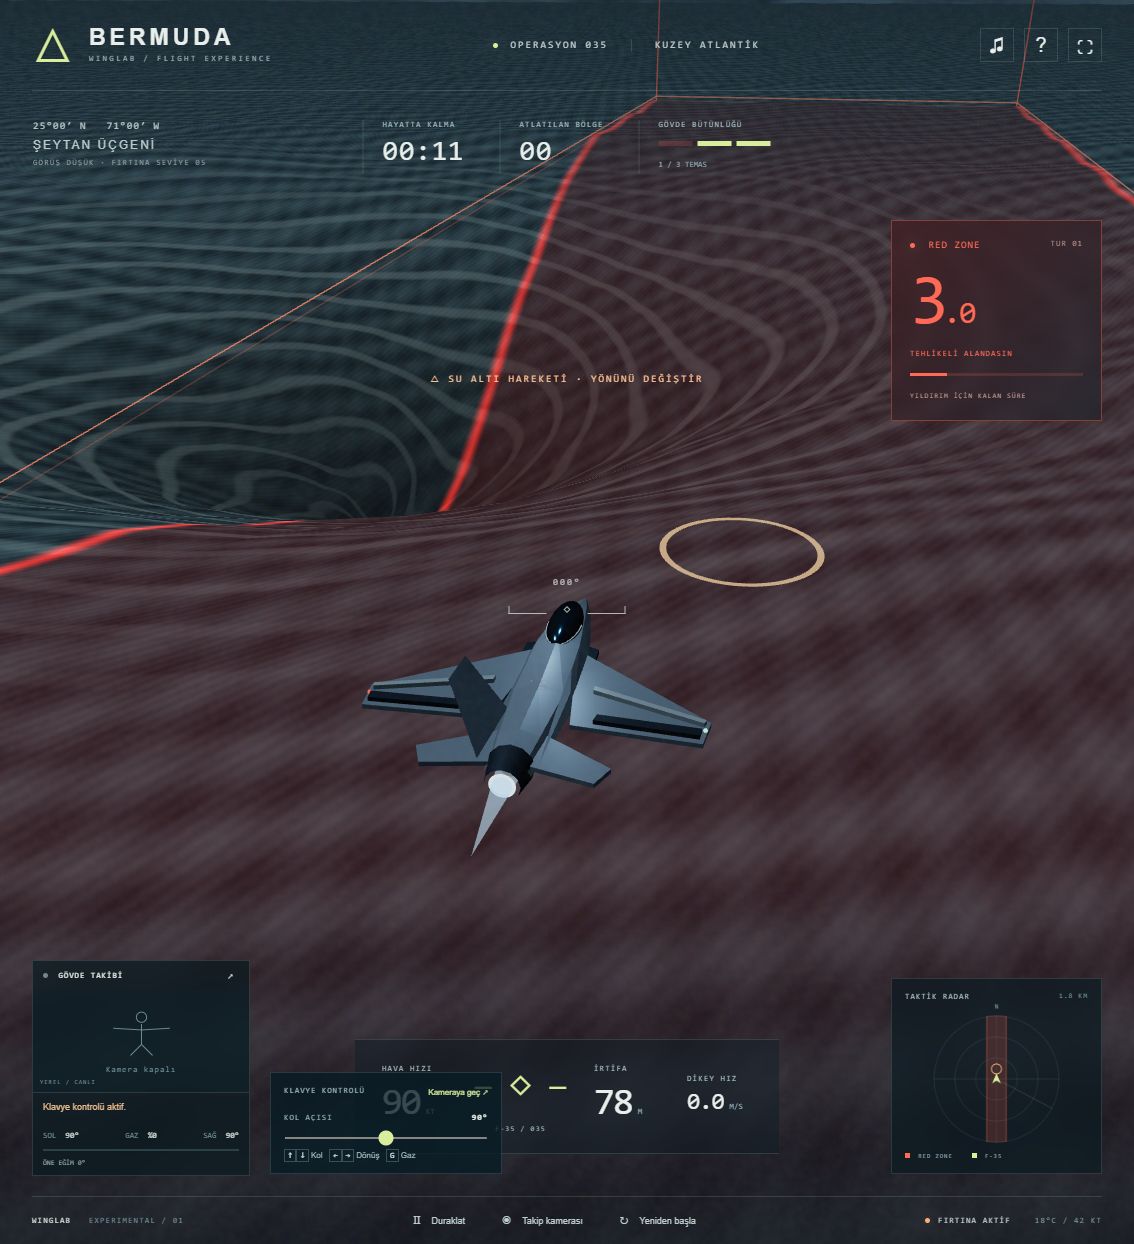 BERMUDA
WINGLAB / FLIGHT EXPERIENCE
OPERASYON 035
KUZEY ATLANTİK
?
25°00’ N 71°00’ W
ŞEYTAN ÜÇGENİ
GÖRÜŞ DÜŞÜK · FIRTINA SEVİYE 05
HAYATTA KALMA
00:11
ATLATILAN BÖLGE
00
GÖVDE BÜTÜNLÜĞÜ
1 / 3 TEMAS
RED ZONE
TUR 01
3.0
TEHLİKELİ ALANDASIN
YILDIRIM İÇİN KALAN SÜRE
△ SU ALTI HAREKETİ · YÖNÜNÜ DEĞİŞTİR
000°
GÖVDE TAKİBİ ↗
Kamera kapalı
YEREL / CANLI
Klavye kontrolü aktif.
SOL 90° GAZ %0 SAĞ 90°
ÖNE EĞİM 0°
KLAVYE KONTROLÜ
Kameraya geç ↗
KOL AÇISI 90°
↑ ↓ Kol ← → Dönüş G Gaz
HAVA HIZI
90 KT
-35 / 035
İRTİFA
78 M
DİKEY HIZ
0.0 M/S
TAKTİK RADAR
1.8 KM
N
RED ZONE
F-35
WINGLAB EXPERIMENTAL / 01
Duraklat
Takip kamerası
↻ Yeniden başla
FIRTINA AKTİF
18°C / 42 KT